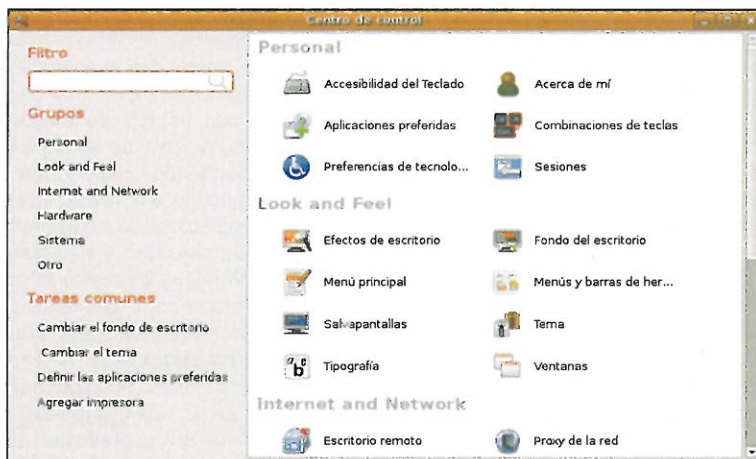 Centro de control
Filtro
Grupos
Personal
Look and Feel
Internet and Network
Hardware
Sistema
Otro
Tareas comunes
Cambiar el fondo de escritorio
Cambiar el tema
Definir las aplicaciones preferidas
Agregar impresora
Personal
Accesibilidad del Teclado
Acerca de mí
Aplicaciones preferidas
Combinaciones de teclas
Preferencias de tecnolo...
Sesiones
Look and Feel
Efectos de escritorio
Fondo del escritorio
Menú principal
Menús y barras de her...
Salvapantallas
Tema
Tipografía
Ventanas
Internet and Network
Escritorio remoto
Proxy de la red